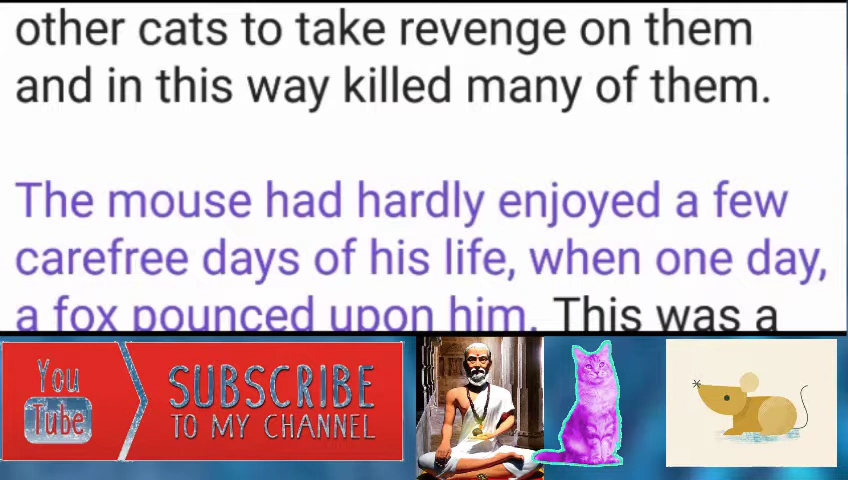 other cats to take revenge on them
and in this way killed many of them.
The mouse had hardly enjoyed a few
carefree days of his life, when one day,
a fox pounced upon him. This was a
You
Tube
SUBSCRIBE
TO MY CHANNEL